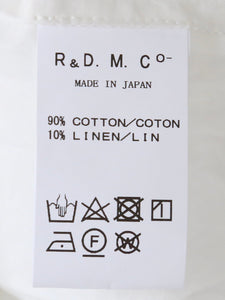 R&D. M. Co-
MADE IN JAPAN
90% COTTON/COTON
10% LINEN/LIN
F W